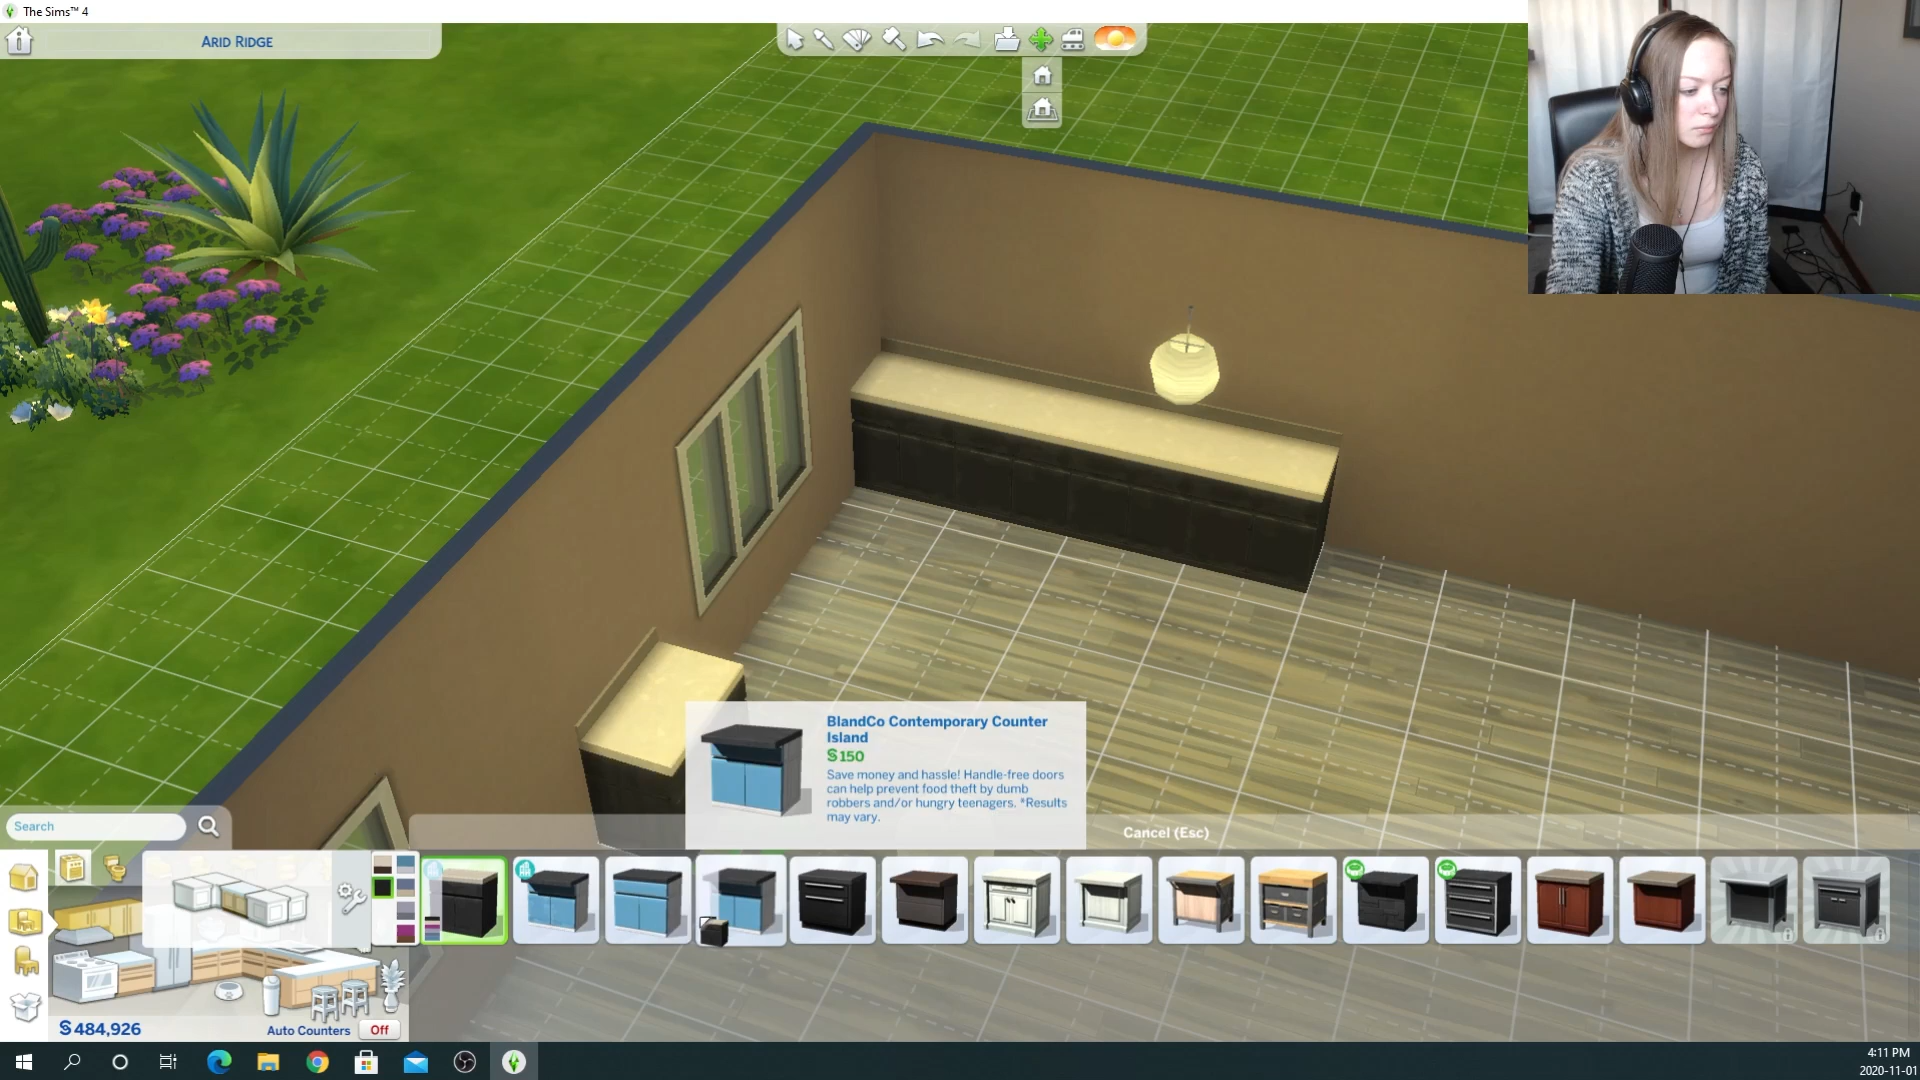 The Sims™ 4
ARID RIDGE
BlandCo Contemporary Counter
Island
§150
Save money and hassle! Handle-free doors
can help prevent food theft by dumb
robbers and/or hungry teenagers. *Results
may vary.
Search
Cancel (Esc)
§484,926
Auto Counters Off
4:11 PM
2020-11-01